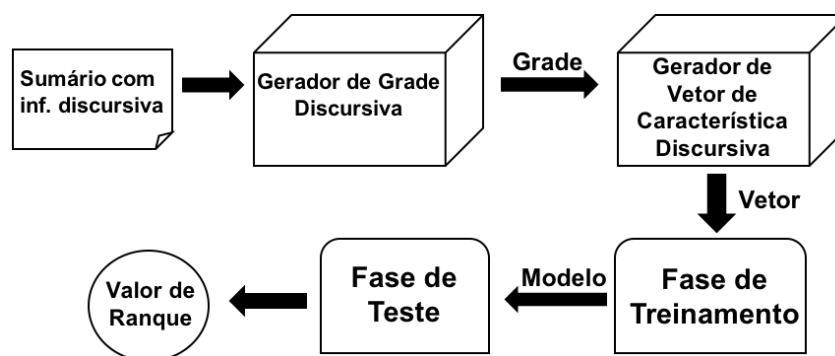 Sumário com
inf. discursiva
Gerador de Grade
Discursiva
Grade
Gerador de
Vetor de
Característica
Discursiva
Vetor
Fase de
Treinamento
Modelo
Fase de
Teste
Valor de
Ranque